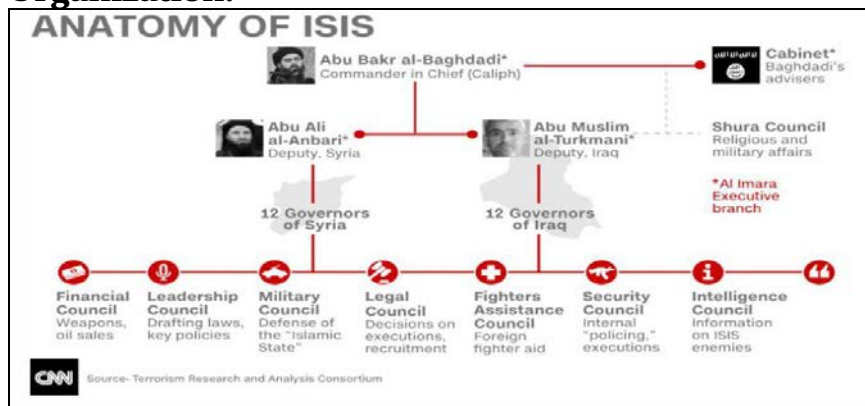 Organization.
ANATOMY OF ISIS
Abu Bakr al-Baghdadi*
Commander in Chief (Caliph)
Cabinet*
Baghdadi's
advisers
Abu Ali
al-Anbari*
Deputy, Syria
Abu Muslim
al-Turkmani*
Deputy, Iraq
Shura Council
Religious and
military affairs
*Al Imara
Executive
branch
12 Governors
of Syria
12 Governors
of Iraq
Financial
Council
Weapons,
oil sales
Leadership
Council
Drafting laws,
key policies
Military
Council
Defense of
the "Islamic
State"
Legal
Council
Decisions on
executions,
recruitment
Fighters
Assistance
Council
Foreign
fighter aid
Security
Council
Internal
"policing,"
executions
Intelligence
Council
Information
on ISIS
enemies
CNN
Source- Terrorism Research and Analysis Consortium